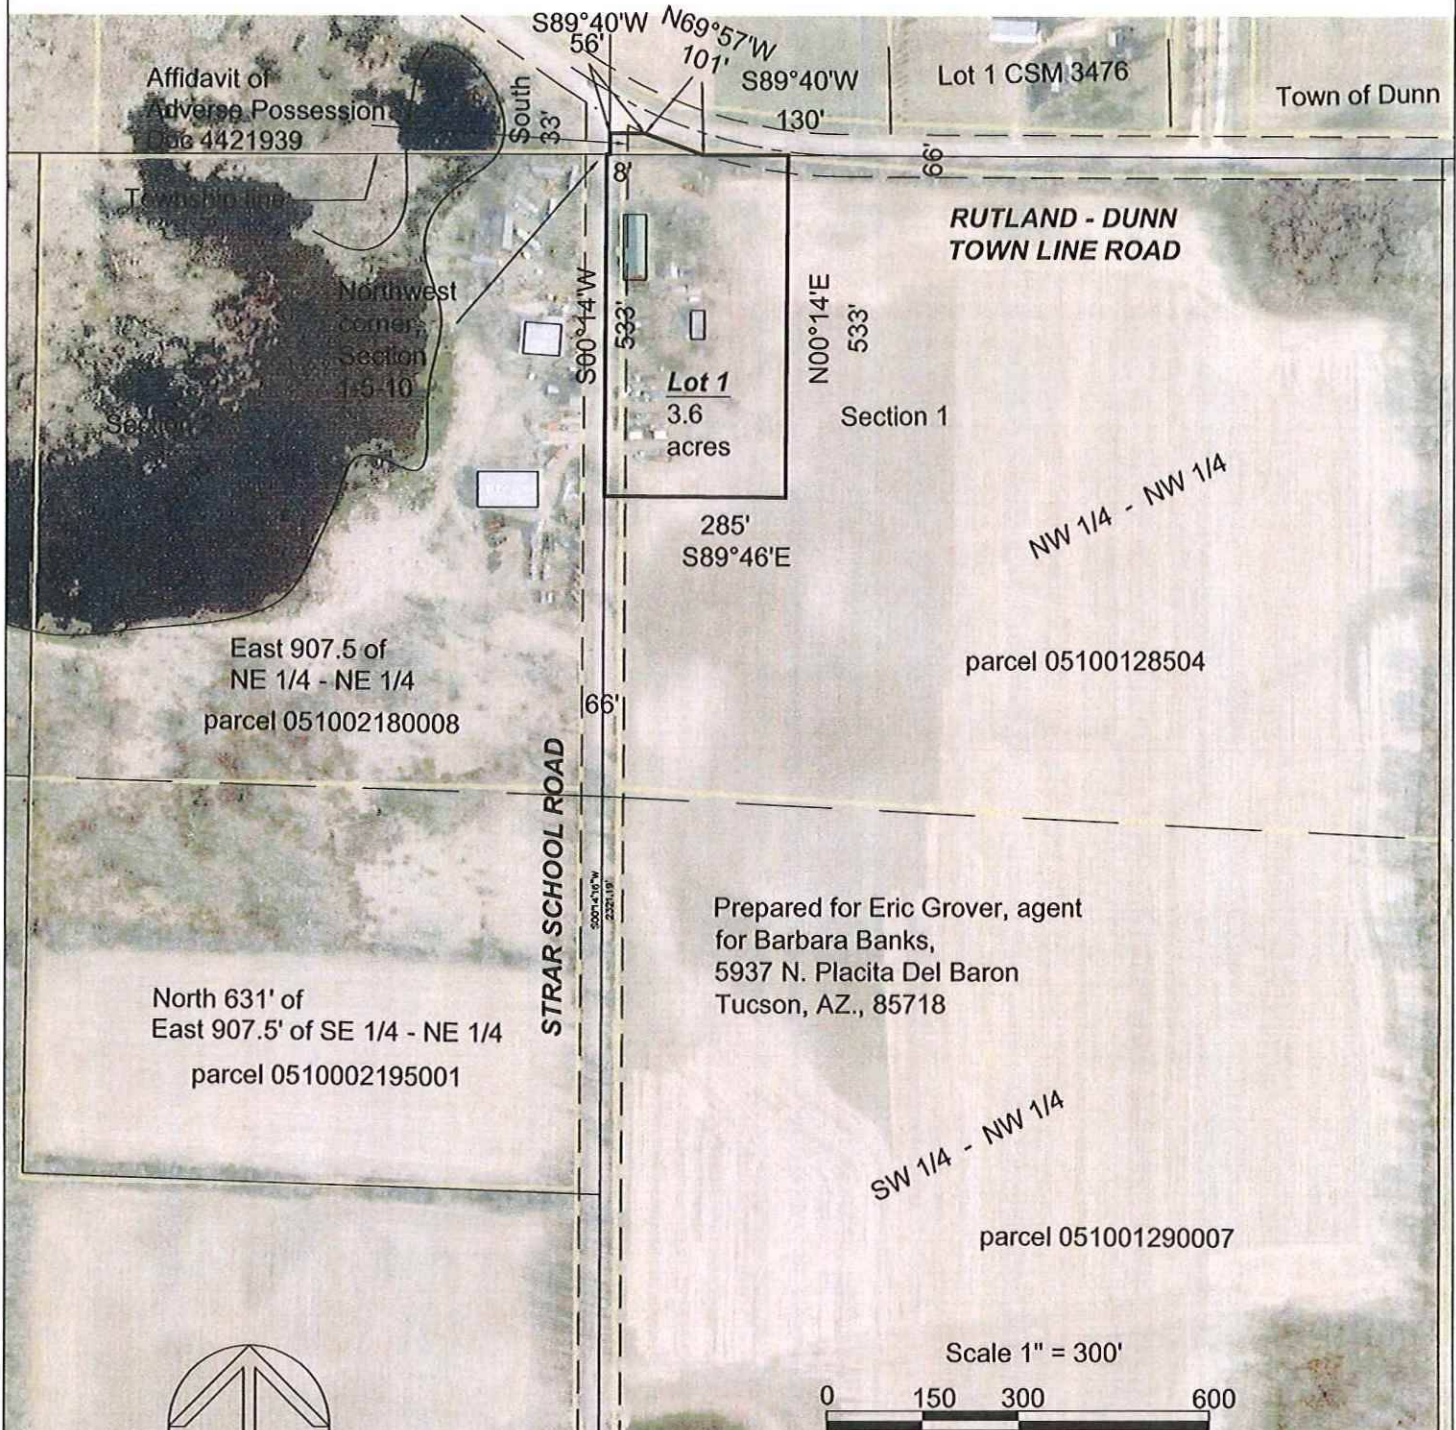 S89°40'W
56'
N69°57'W
101'
S89°40'W
130'
Lot 1 CSM 3476
Town of Dunn
Affidavit of
Adverse Possession
Doc 4421939
South
33'
Township line
8'
66'
RUTLAND - DUNN
TOWN LINE ROAD
Northwest
corner,
Section
1-5-10
S00°14'W
533'
N00°14'E
533'
Lot 1
3.6
acres
Section 1
Section
285'
S89°46'E
NW 1/4 - NW 1/4
East 907.5 of
NE 1/4 - NE 1/4
parcel 051002180008
parcel 05100128504
66'
STRAR SCHOOL ROAD
S00°14'16"W
2321.19'
Prepared for Eric Grover, agent
for Barbara Banks,
5937 N. Placita Del Baron
Tucson, AZ., 85718
North 631' of
East 907.5' of SE 1/4 - NE 1/4
parcel 0510002195001
SW 1/4 - NW 1/4
parcel 051001290007
Scale 1" = 300'
0 150 300 600